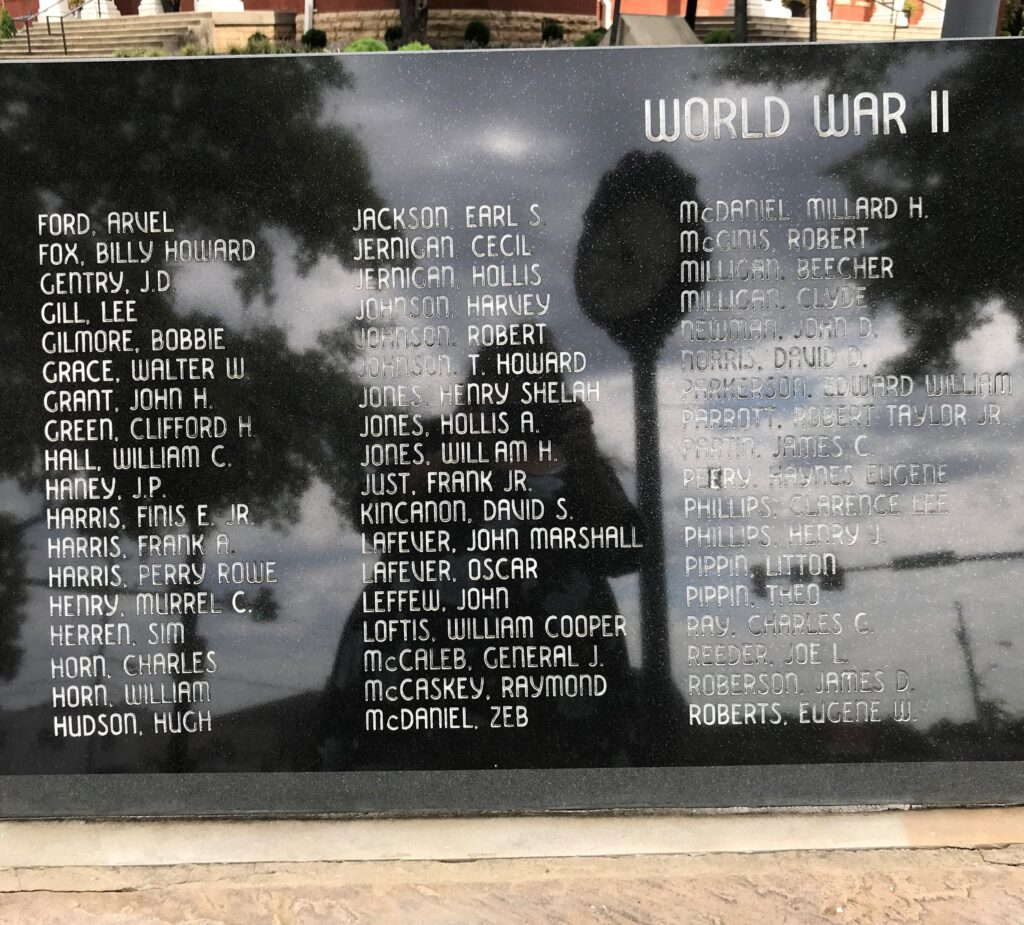 WORLD WAR II
FORD, ARVEL
FOX, BILLY HOWARD
GENTRY, J.D.
GILL, LEE
GILMORE, BOBBIE
GRACE, WALTER W
GRANT, JOHN H.
GREEN, CLIFFORD H.
HALL, WILLIAM C.
HANEY, J.P.
HARRIS, FINIS E. JR.
HARRIS, FRANK A.
HARRIS, PERRY ROWE
HENRY, MURREL C.
HERREN, SIM
HORN, CHARLES
HORN, WILLIAM
HUDSON, HUGH
JACKSON, EARL S.
JERNIGAN, CECIL
JERNIGAN, HOLLIS
JOHNSON, HARVEY
JOHNSON, ROBERT
JOHNSON, T. HOWARD
JONES, HENRY SHELAH
JONES, HOLLIS A.
JONES, WILLIAM H.
JUST, FRANK JR.
KINCANON, DAVID S.
LAFEVER, JOHN MARSHALL
LAFEVER, OSCAR
LEFFEW, JOHN
LOFTIS, WILLIAM COOPER
McCALEB, GENERAL J.
McCASKEY, RAYMOND
McDANIEL, ZEB
McDANIEL, MILLARD H.
McGINIS, ROBERT
MILLIGAN, BEECHER
MILLIGAN, CLYDE
NEWMAN, JOHN D.
NORRIS, DAVID D.
PARKERSON, EDWARD WILLIAM
PARROTT, ROBERT TAYLOR JR.
PARTIN, JAMES C.
PEERY, HAYNES EUGENE
PHILLIPS, CLARENCE LEE
PHILLIPS, HENRY J.
PIPPIN, LITTON
PIPPIN, THEO
RAY, CHARLES C.
REEDER, JOE L.
ROBERSON, JAMES D.
ROBERTS, EUGENE W.